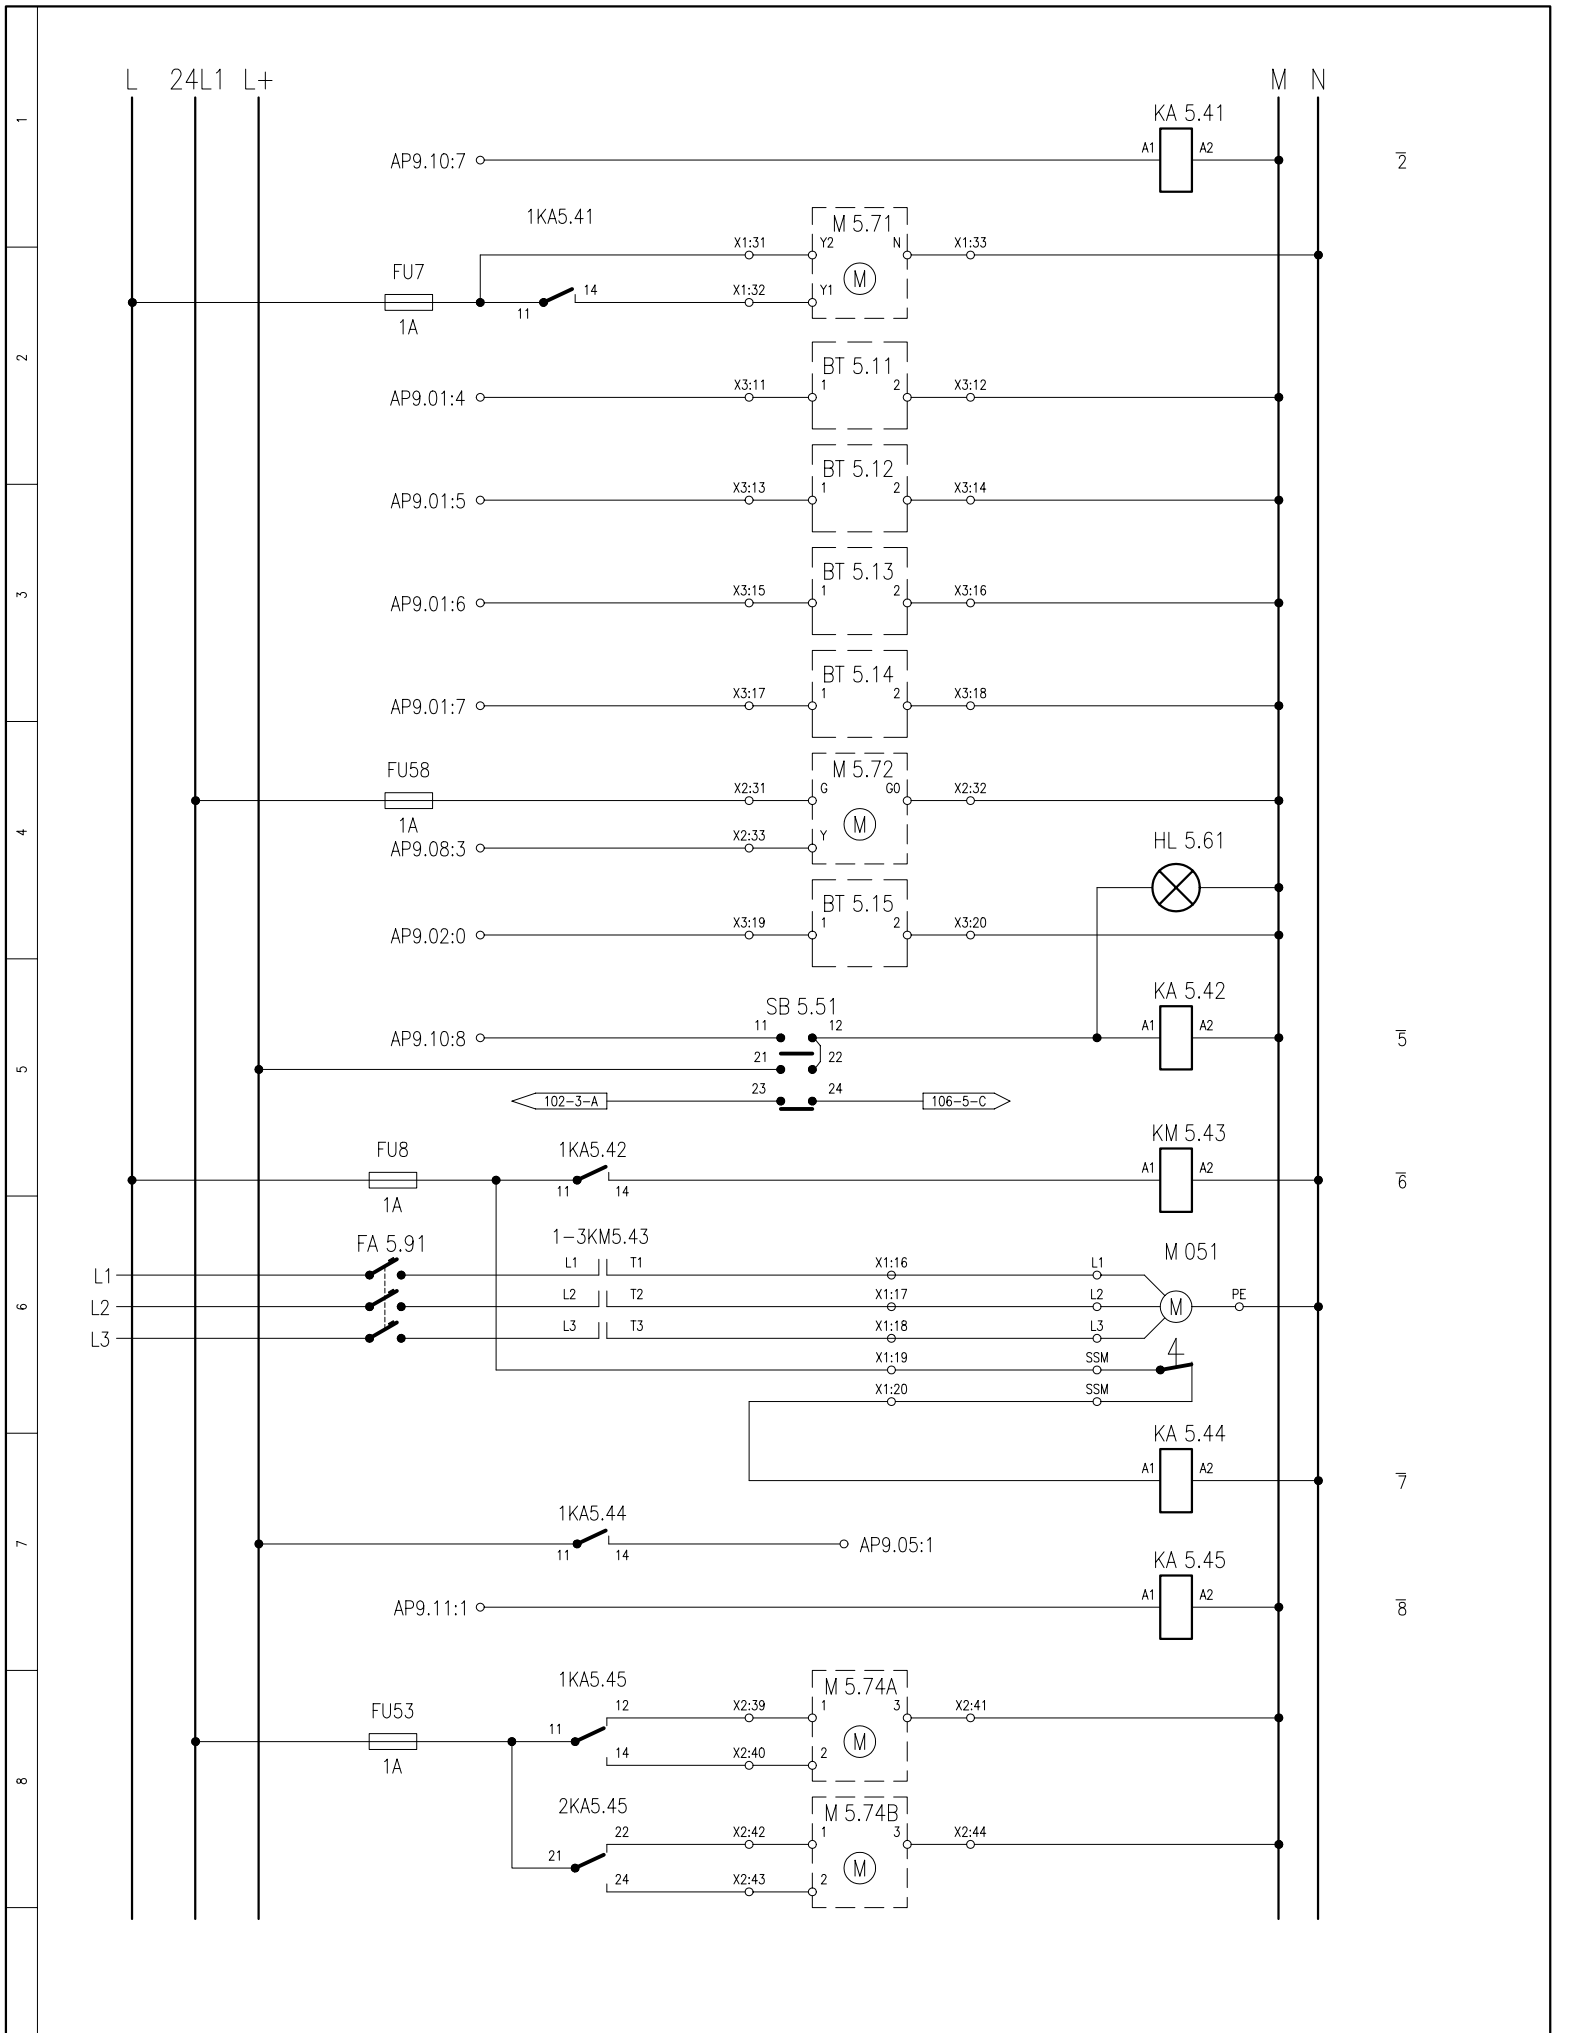 L 24L1 L+ M N
1
KA 5.41
AP9.10:7 A1 A2 2
1KA5.41 M 5.71
X1:31 Y2 N X1:33
FU7
14 X1:32 Y1
11
1A
2
BT 5.11
AP9.01:4 X3:11 1 2 X3:12
BT 5.12
AP9.01:5 X3:13 1 2 X3:14
3
BT 5.13
AP9.01:6 X3:15 1 2 X3:16
BT 5.14
AP9.01:7 X3:17 1 2 X3:18
FU58 M 5.72
X2:31 G G0 X2:32
1A
4
AP9.08:3 X2:33 Y M HL 5.61
BT 5.15
AP9.02:0 X3:19 1 2 X3:20
SB 5.51 KA 5.42
AP9.10:8 11 12 A1 A2 5
21 22
5
102-3-A 23 24 106-5-C
FU8 1KA5.42 KM 5.43
11 14 A1 A2 6
1A
FA 5.91 1-3KM5.43 M 051
L1 L1 T1 X1:16 L1
L2 L2 T2 X1:17 L2 M PE
6
L3 L3 T3 X1:18 L3
X1:19 SSM
X1:20 SSM
KA 5.44
A1 A2 7
1KA5.44
7
11 14 AP9.05:1
KA 5.45
AP9.11:1 A1 A2 8
1KA5.45 M 5.74A
FU53 12 X2:39 1 3 X2:41
11 M
1A 14 X2:40 2
8
2KA5.45 M 5.74B
22 X2:42 1 3 X2:44
21 M
24 X2:43 2